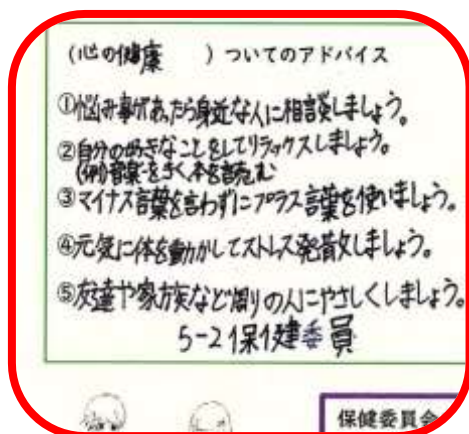 (心の健康　　)ついてのアドバイス
①悩み事があったら身近な人に相談しましょう。
②自分の好きなことをしてリラックスしましょう。
(例)音楽をきく、本を読む
③マイナス言葉を言わずにプラス言葉を使いましょう。
④元気に体を動かしてストレス発散しましょう。
⑤友達や家族など周りの人にやさしくしましょう。
5-2保健委員
保健委員会